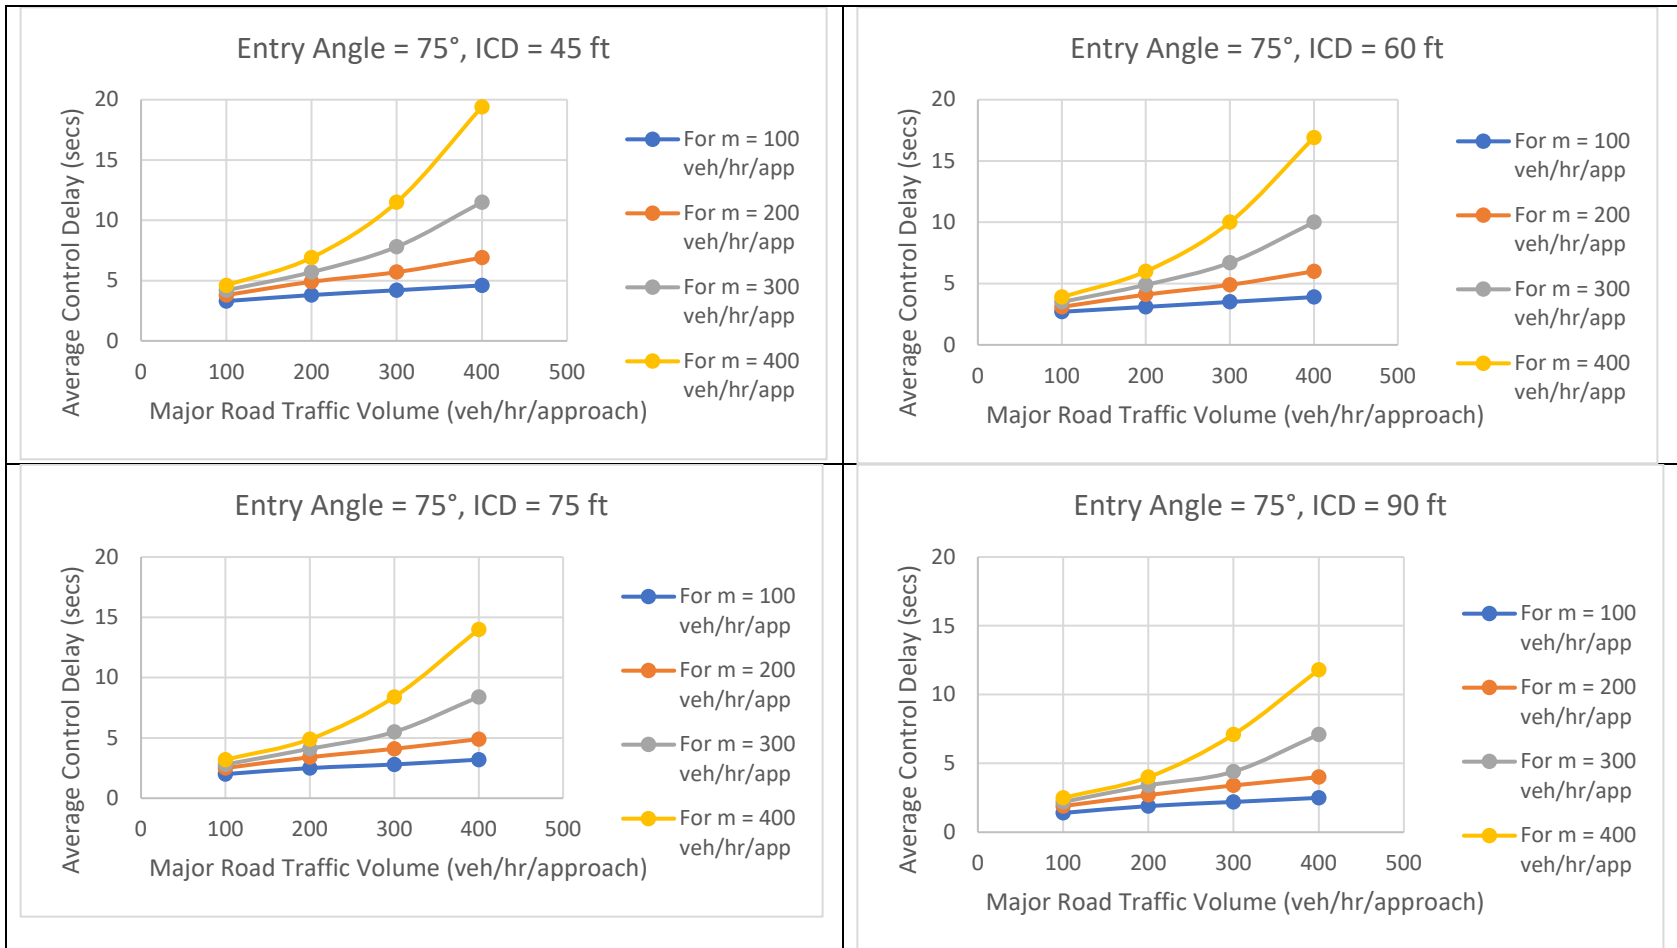 Entry Angle = 75°, ICD = 45 ft
Average Control Delay (secs)
20
15
10
5
0
0 100 200 300 400 500
Major Road Traffic Volume (veh/hr/approach)
For m = 100
veh/hr/app
For m = 200
veh/hr/app
For m = 300
veh/hr/app
For m = 400
veh/hr/app
Entry Angle = 75°, ICD = 60 ft
Average Control Delay (secs)
20
15
10
5
0
0 100 200 300 400 500
Major Road Traffic Volume (veh/hr/approach)
For m = 100
veh/hr/app
For m = 200
veh/hr/app
For m = 300
veh/hr/app
For m = 400
veh/hr/app
Entry Angle = 75°, ICD = 75 ft
Average Control Delay (secs)
20
15
10
5
0
0 100 200 300 400 500
Major Road Traffic Volume (veh/hr/approach)
For m = 100
veh/hr/app
For m = 200
veh/hr/app
For m = 300
veh/hr/app
For m = 400
veh/hr/app
Entry Angle = 75°, ICD = 90 ft
Average Control Delay (secs)
20
15
10
5
0
0 100 200 300 400 500
Major Road Traffic Volume (veh/hr/approach)
For m = 100
veh/hr/app
For m = 200
veh/hr/app
For m = 300
veh/hr/app
For m = 400
veh/hr/app